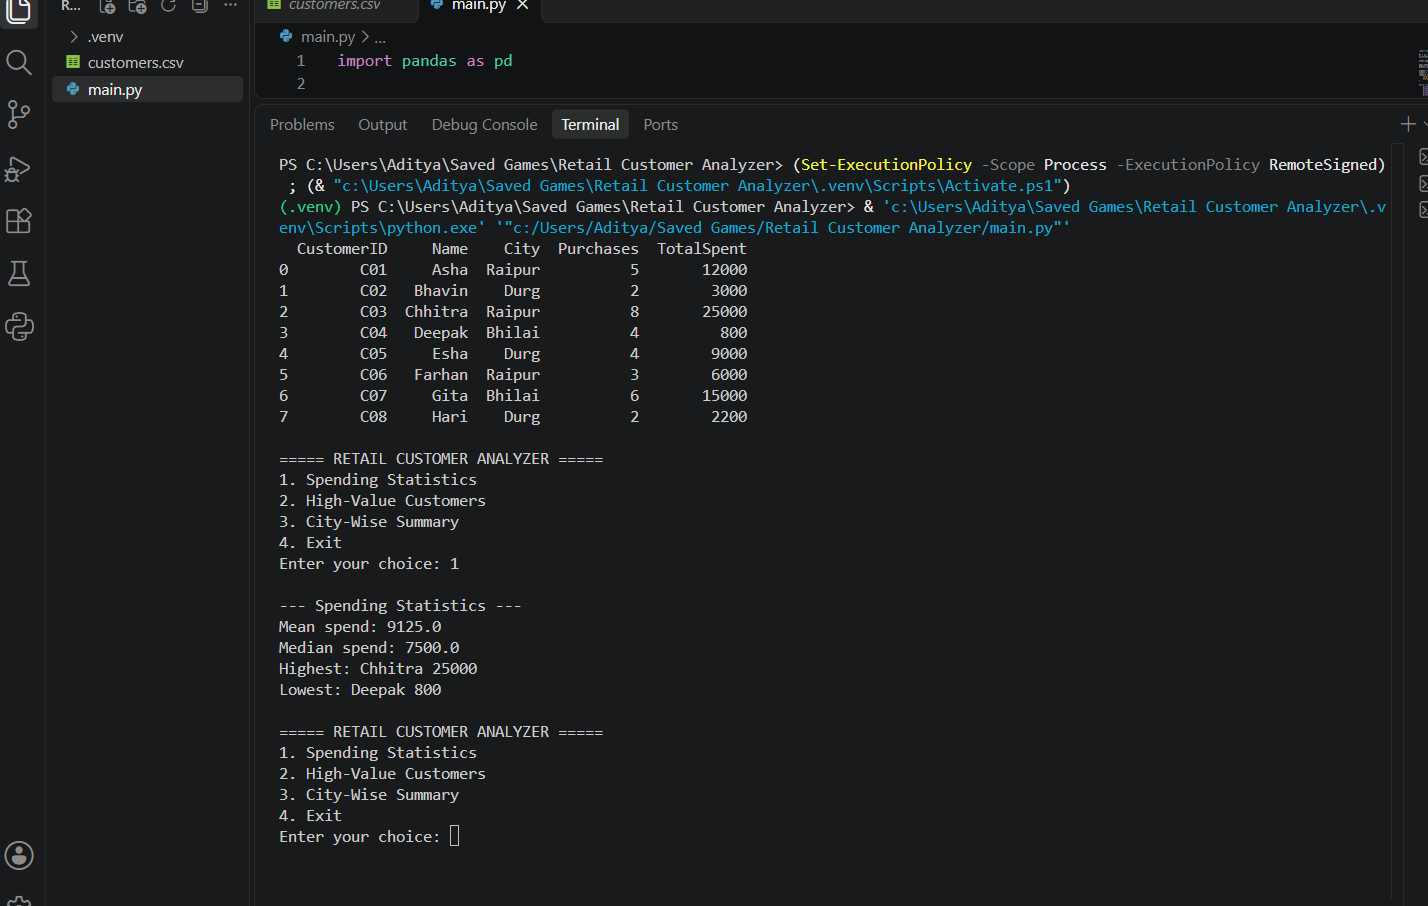 R...
customers.csv
main.py
.venv
customers.csv
main.py
main.py > ...
1 import pandas as pd
2
Problems Output Debug Console Terminal Ports
PS C:\Users\Aditya\Saved Games\Retail Customer Analyzer> (Set-ExecutionPolicy -Scope Process -ExecutionPolicy RemoteSigned)
; (& "c:\Users\Aditya\Saved Games\Retail Customer Analyzer\.venv\Scripts\Activate.ps1")
(.venv) PS C:\Users\Aditya\Saved Games\Retail Customer Analyzer> & 'c:\Users\Aditya\Saved Games\Retail Customer Analyzer\.v
env\Scripts\python.exe' '"c:/Users/Aditya/Saved Games/Retail Customer Analyzer/main.py"'
CustomerID Name City Purchases TotalSpent
0 C01 Asha Raipur 5 12000
1 C02 Bhavin Durg 2 3000
2 C03 Chhitra Raipur 8 25000
3 C04 Deepak Bhilai 4 800
4 C05 Esha Durg 4 9000
5 C06 Farhan Raipur 3 6000
6 C07 Gita Bhilai 6 15000
7 C08 Hari Durg 2 2200
===== RETAIL CUSTOMER ANALYZER =====
1. Spending Statistics
2. High-Value Customers
3. City-Wise Summary
4. Exit
Enter your choice: 1
--- Spending Statistics ---
Mean spend: 9125.0
Median spend: 7500.0
Highest: Chhitra 25000
Lowest: Deepak 800
===== RETAIL CUSTOMER ANALYZER =====
1. Spending Statistics
2. High-Value Customers
3. City-Wise Summary
4. Exit
Enter your choice: